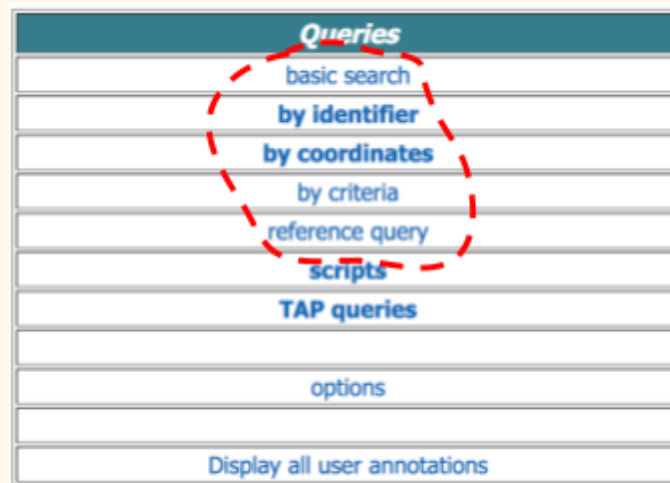 Queries
basic search
by identifier
by coordinates
by criteria
reference query
scripts
TAP queries
options
Display all user annotations